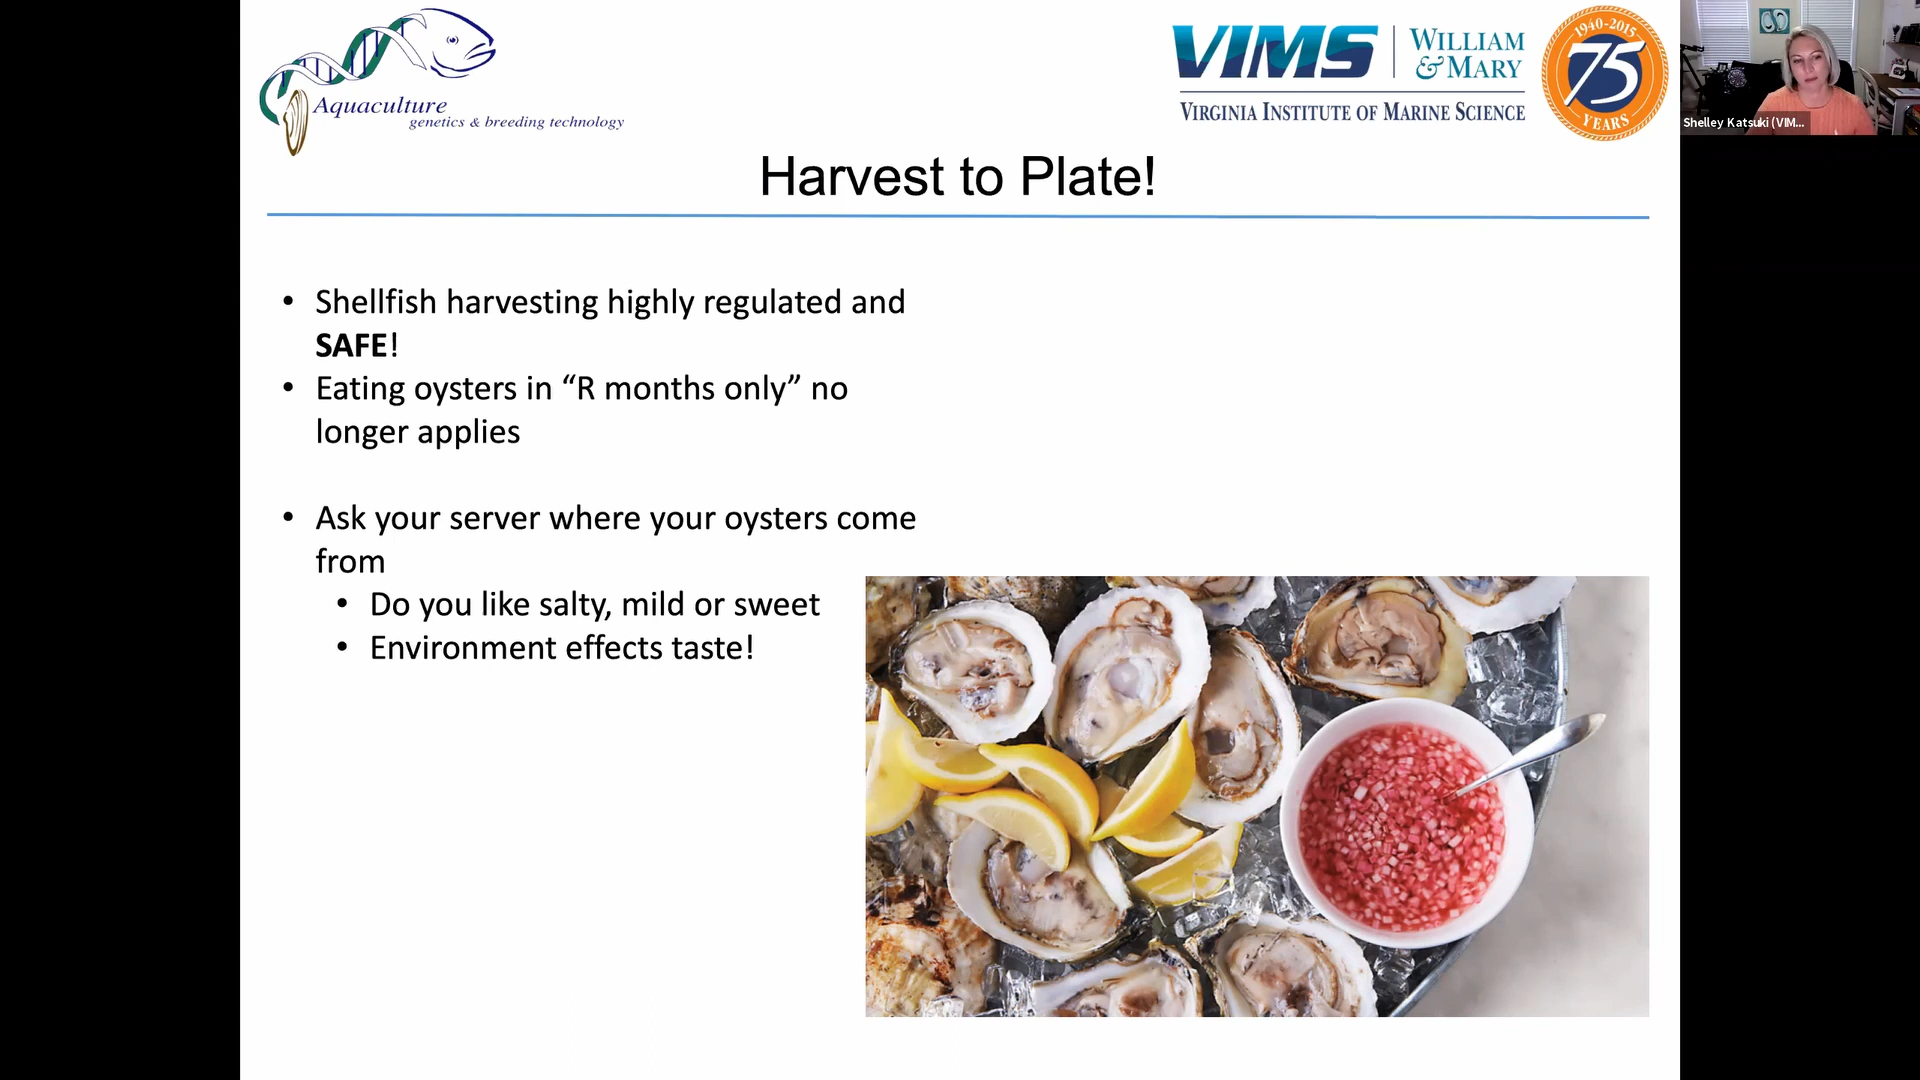 Aquaculture
genetics & breeding technology
VIMS
WILLIAM
& MARY
VIRGINIA INSTITUTE OF MARINE SCIENCE
1940-2015
75
YEARS
Shelley Katsuki (VIM...
Harvest to Plate!
• Shellfish harvesting highly regulated and
SAFE!
• Eating oysters in “R months only” no
longer applies
• Ask your server where your oysters come
from
• Do you like salty, mild or sweet
• Environment effects taste!